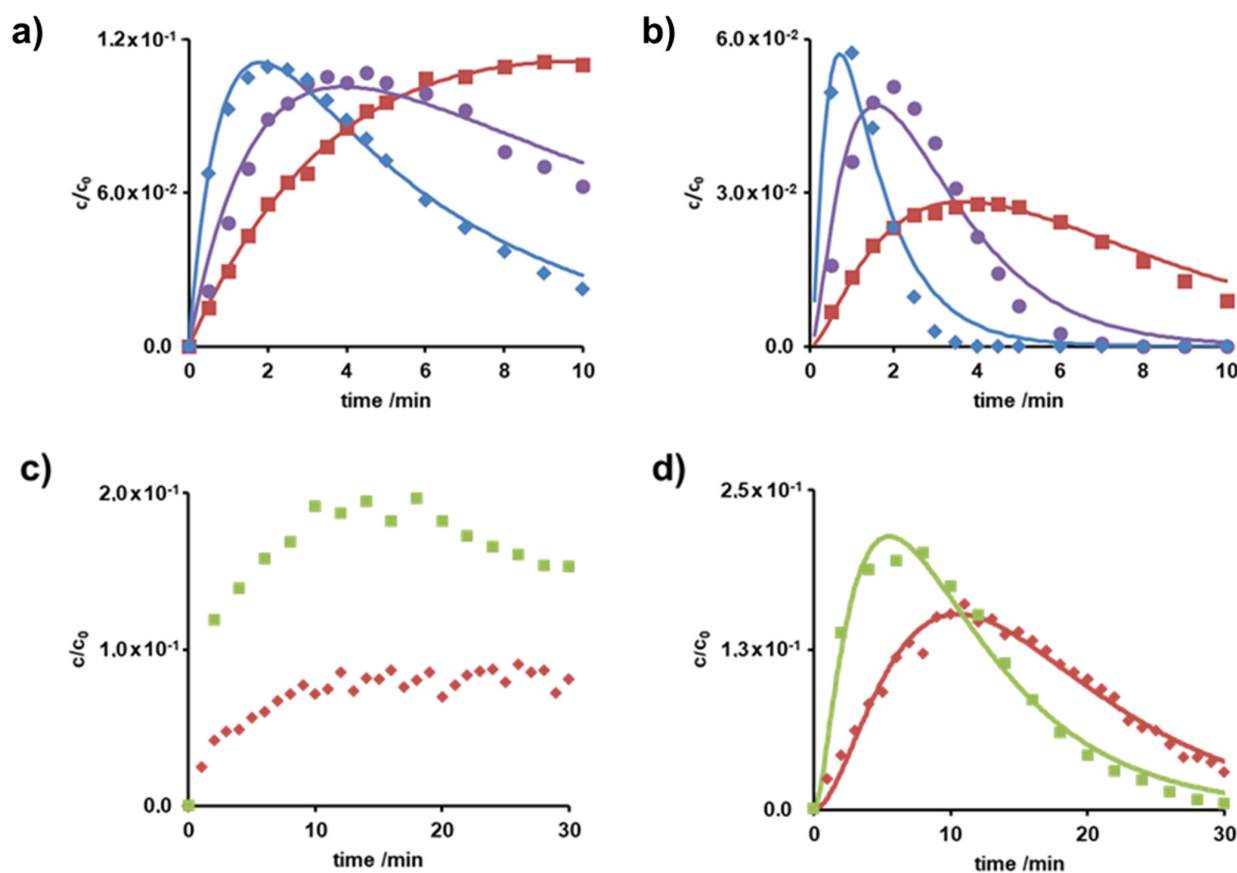 a)
1.2x10⁻¹
6.0x10⁻²
0.0
c/c₀
0 2 4 6 8 10
time /min
b)
6.0x10⁻²
3.0x10⁻²
0.0
c/c₀
0 2 4 6 8 10
time /min
c)
2.0x10⁻¹
1.0x10⁻¹
0.0
c/c₀
0 10 20 30
time /min
d)
2.5x10⁻¹
1.3x10⁻¹
0.0
c/c₀
0 10 20 30
time /min